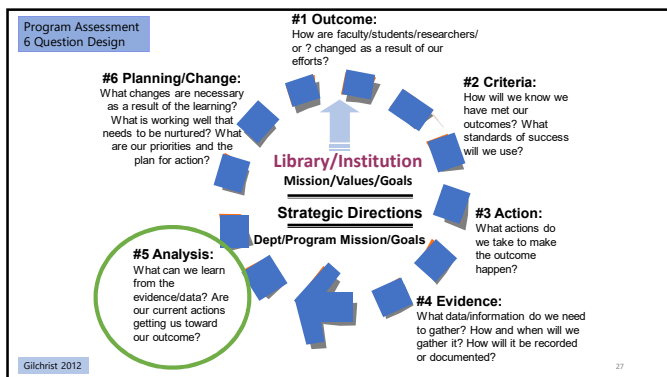 Program Assessment
6 Question Design
#1 Outcome:
How are faculty/students/researchers/
or ? changed as a result of our
efforts?
#2 Criteria:
How will we know we
have met our
outcomes? What
standards of success
will we use?
#3 Action:
What actions do
we take to make
the outcome
happen?
#4 Evidence:
What data/information do we need
to gather? How and when will we
gather it? How will it be recorded
or documented?
#5 Analysis:
What can we learn
from the
evidence/data? Are
our current actions
getting us toward
our outcome?
#6 Planning/Change:
What changes are necessary
as a result of the learning?
What is working well that
needs to be nurtured? What
are our priorities and the
plan for action?
Library/Institution
Mission/Values/Goals
Strategic Directions
Dept/Program Mission/Goals
Gilchrist 2012
27